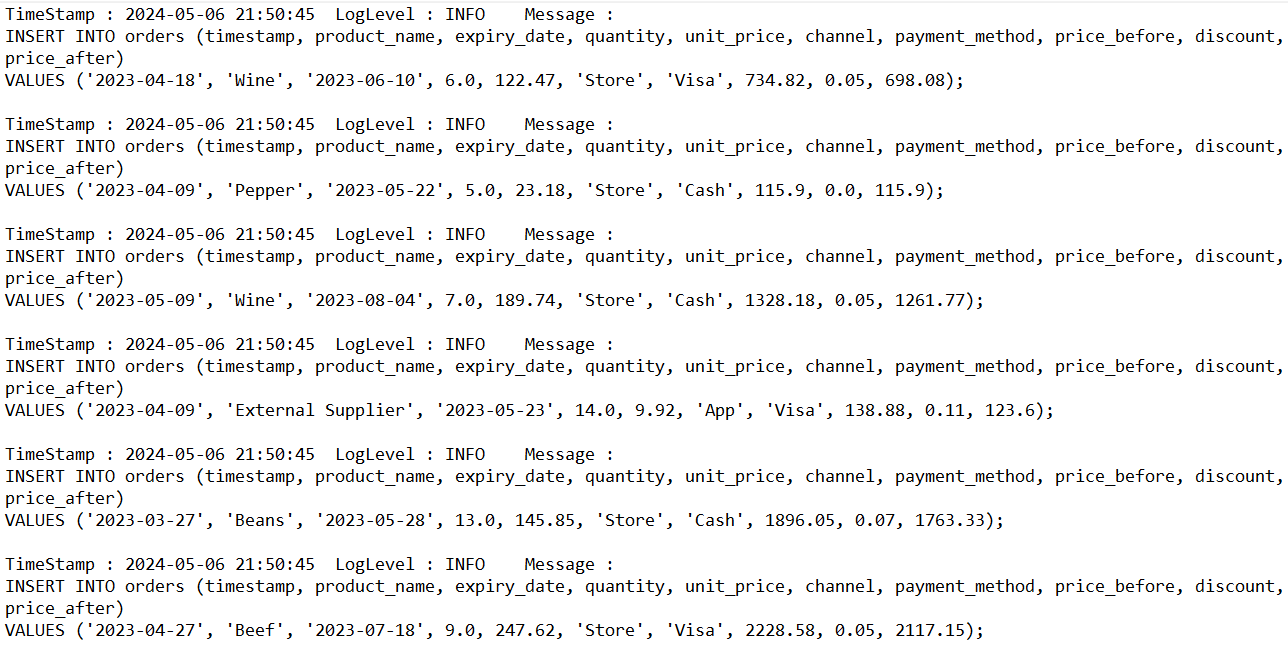 TimeStamp : 2024-05-06 21:50:45  LogLevel : INFO    Message :
INSERT INTO orders (timestamp, product_name, expiry_date, quantity, unit_price, channel, payment_method, price_before, discount,
price_after)
VALUES ('2023-04-18', 'Wine', '2023-06-10', 6.0, 122.47, 'Store', 'Visa', 734.82, 0.05, 698.08);

TimeStamp : 2024-05-06 21:50:45  LogLevel : INFO    Message :
INSERT INTO orders (timestamp, product_name, expiry_date, quantity, unit_price, channel, payment_method, price_before, discount,
price_after)
VALUES ('2023-04-09', 'Pepper', '2023-05-22', 5.0, 23.18, 'Store', 'Cash', 115.9, 0.0, 115.9);

TimeStamp : 2024-05-06 21:50:45  LogLevel : INFO    Message :
INSERT INTO orders (timestamp, product_name, expiry_date, quantity, unit_price, channel, payment_method, price_before, discount,
price_after)
VALUES ('2023-05-09', 'Wine', '2023-08-04', 7.0, 189.74, 'Store', 'Cash', 1328.18, 0.05, 1261.77);

TimeStamp : 2024-05-06 21:50:45  LogLevel : INFO    Message :
INSERT INTO orders (timestamp, product_name, expiry_date, quantity, unit_price, channel, payment_method, price_before, discount,
price_after)
VALUES ('2023-04-09', 'External Supplier', '2023-05-23', 14.0, 9.92, 'App', 'Visa', 138.88, 0.11, 123.6);

TimeStamp : 2024-05-06 21:50:45  LogLevel : INFO    Message :
INSERT INTO orders (timestamp, product_name, expiry_date, quantity, unit_price, channel, payment_method, price_before, discount,
price_after)
VALUES ('2023-03-27', 'Beans', '2023-05-28', 13.0, 145.85, 'Store', 'Cash', 1896.05, 0.07, 1763.33);

TimeStamp : 2024-05-06 21:50:45  LogLevel : INFO    Message :
INSERT INTO orders (timestamp, product_name, expiry_date, quantity, unit_price, channel, payment_method, price_before, discount,
price_after)
VALUES ('2023-04-27', 'Beef', '2023-07-18', 9.0, 247.62, 'Store', 'Visa', 2228.58, 0.05, 2117.15);